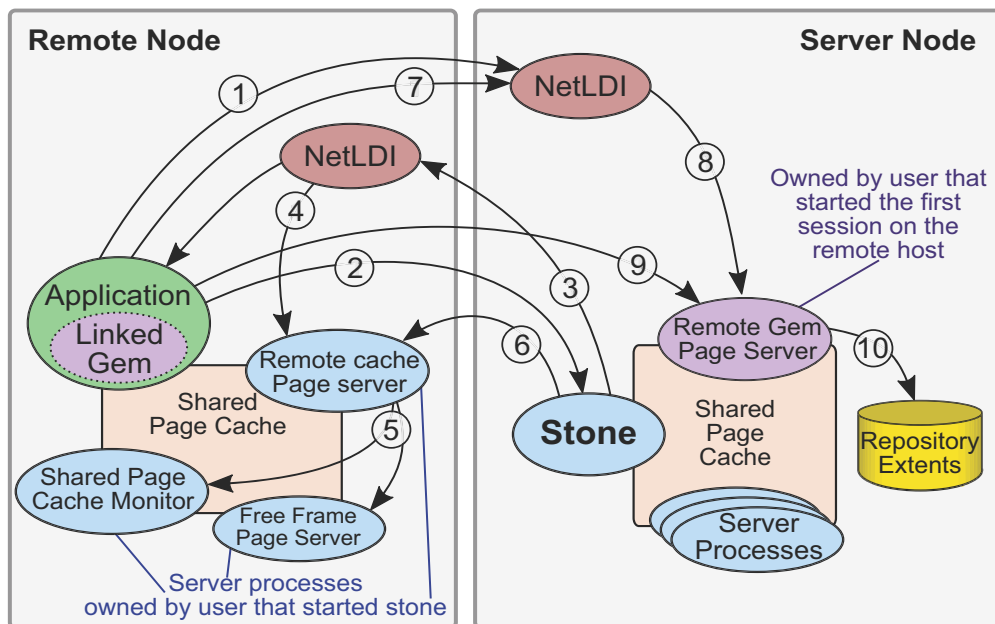 Remote Node
Server Node
1
7
NetLDI
NetLDI
8
4
Owned by user that
started the first
session on the
remote host
2
9
3
Application
Linked
Gem
6
Remote cache
Page server
Remote Gem
Page Server
10
Shared
Page Cache
5
Stone
Shared
Page
Cache
Repository
Extents
Shared Page
Cache Monitor
Free Frame
Page Server
Server
Processes
Server processes
owned by user that started stone